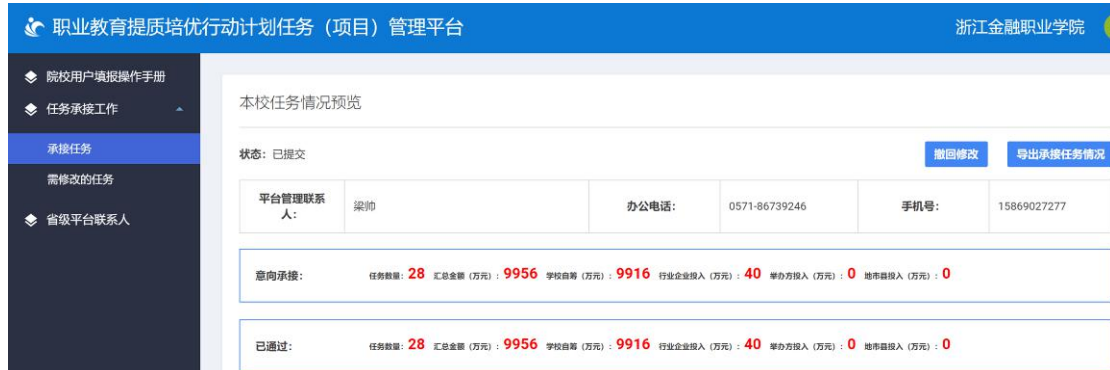 职业教育提质培优行动计划任务（项目）管理平台 浙江金融职业学院
院校用户填报操作手册
任务承接工作
承接任务
需修改的任务
省级平台联系人
本校任务情况预览
状态：已提交 撤回修改 导出承接任务情况
平台管理联系人： 梁帅 办公电话： 0571-86739246 手机号： 15869027277
意向承接： 任务数量: 28 汇总金额（万元）: 9956 学校自筹（万元）: 9916 行业企业投入（万元）: 40 举办方投入（万元）: 0 地市县投入（万元）: 0
已通过： 任务数量: 28 汇总金额（万元）: 9956 学校自筹（万元）: 9916 行业企业投入（万元）: 40 举办方投入（万元）: 0 地市县投入（万元）: 0